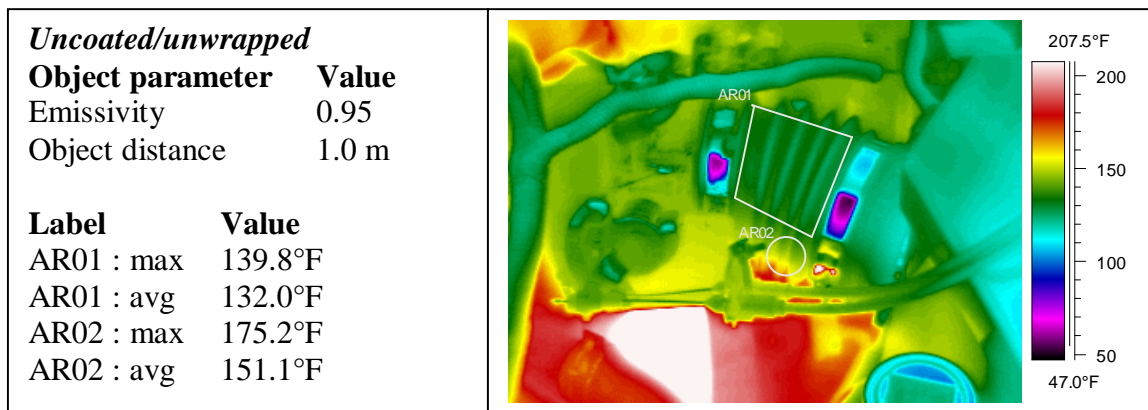 Uncoated/unwrapped
Object parameter Value
Emissivity 0.95
Object distance 1.0 m
Label Value
AR01 : max 139.8°F
AR01 : avg 132.0°F
AR02 : max 175.2°F
AR02 : avg 151.1°F
AR01
AR02
207.5°F
200
150
100
50
47.0°F